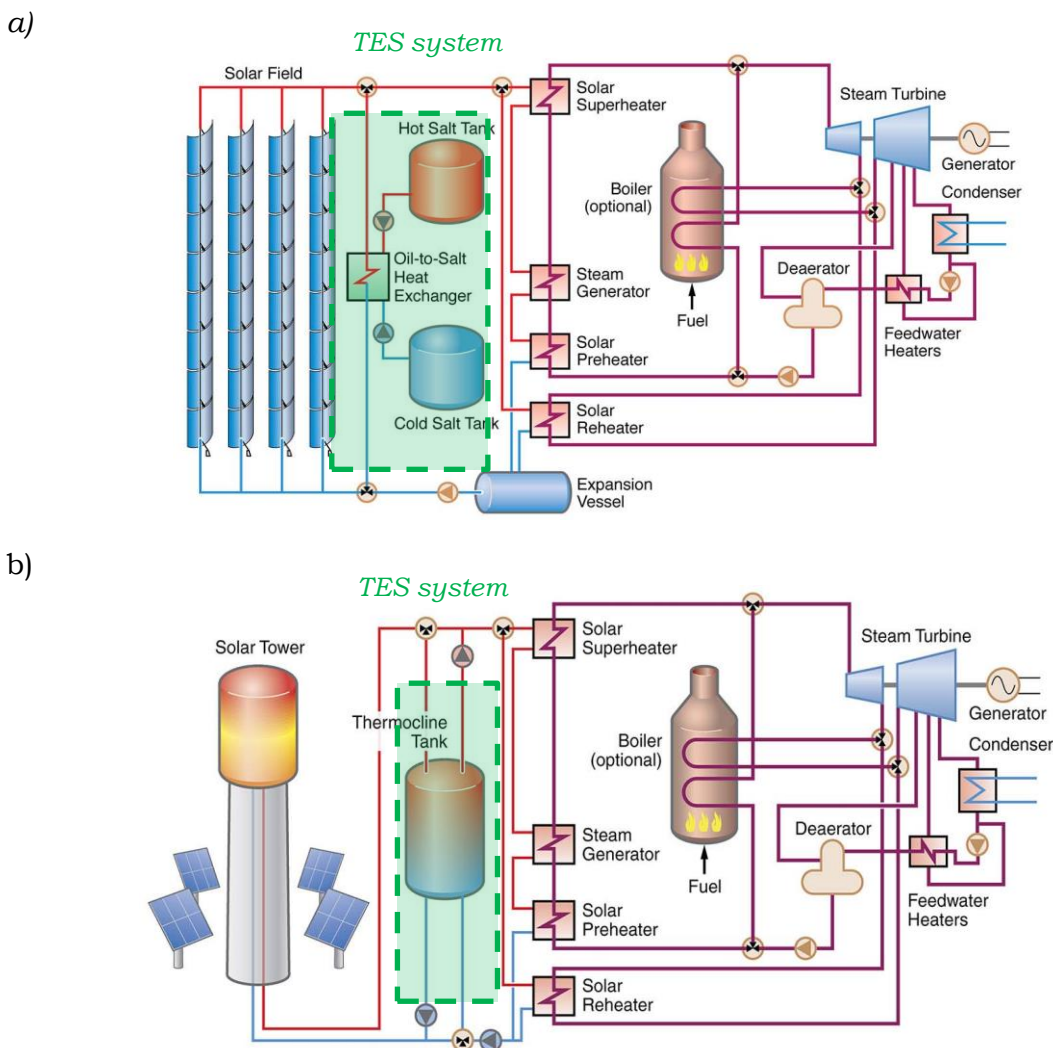 a)
TES system
Solar Field
Hot Salt Tank
Oil-to-Salt
Heat
Exchanger
Cold Salt Tank
Solar
Superheater
Boiler
(optional)
Fuel
Steam Turbine
Generator
Condenser
Deaerator
Feedwater
Heaters
Steam
Generator
Solar
Preheater
Solar
Reheater
Expansion
Vessel
b)
TES system
Solar Tower
Thermocline
Tank
Solar
Superheater
Boiler
(optional)
Fuel
Steam Turbine
Generator
Condenser
Deaerator
Feedwater
Heaters
Steam
Generator
Solar
Preheater
Solar
Reheater